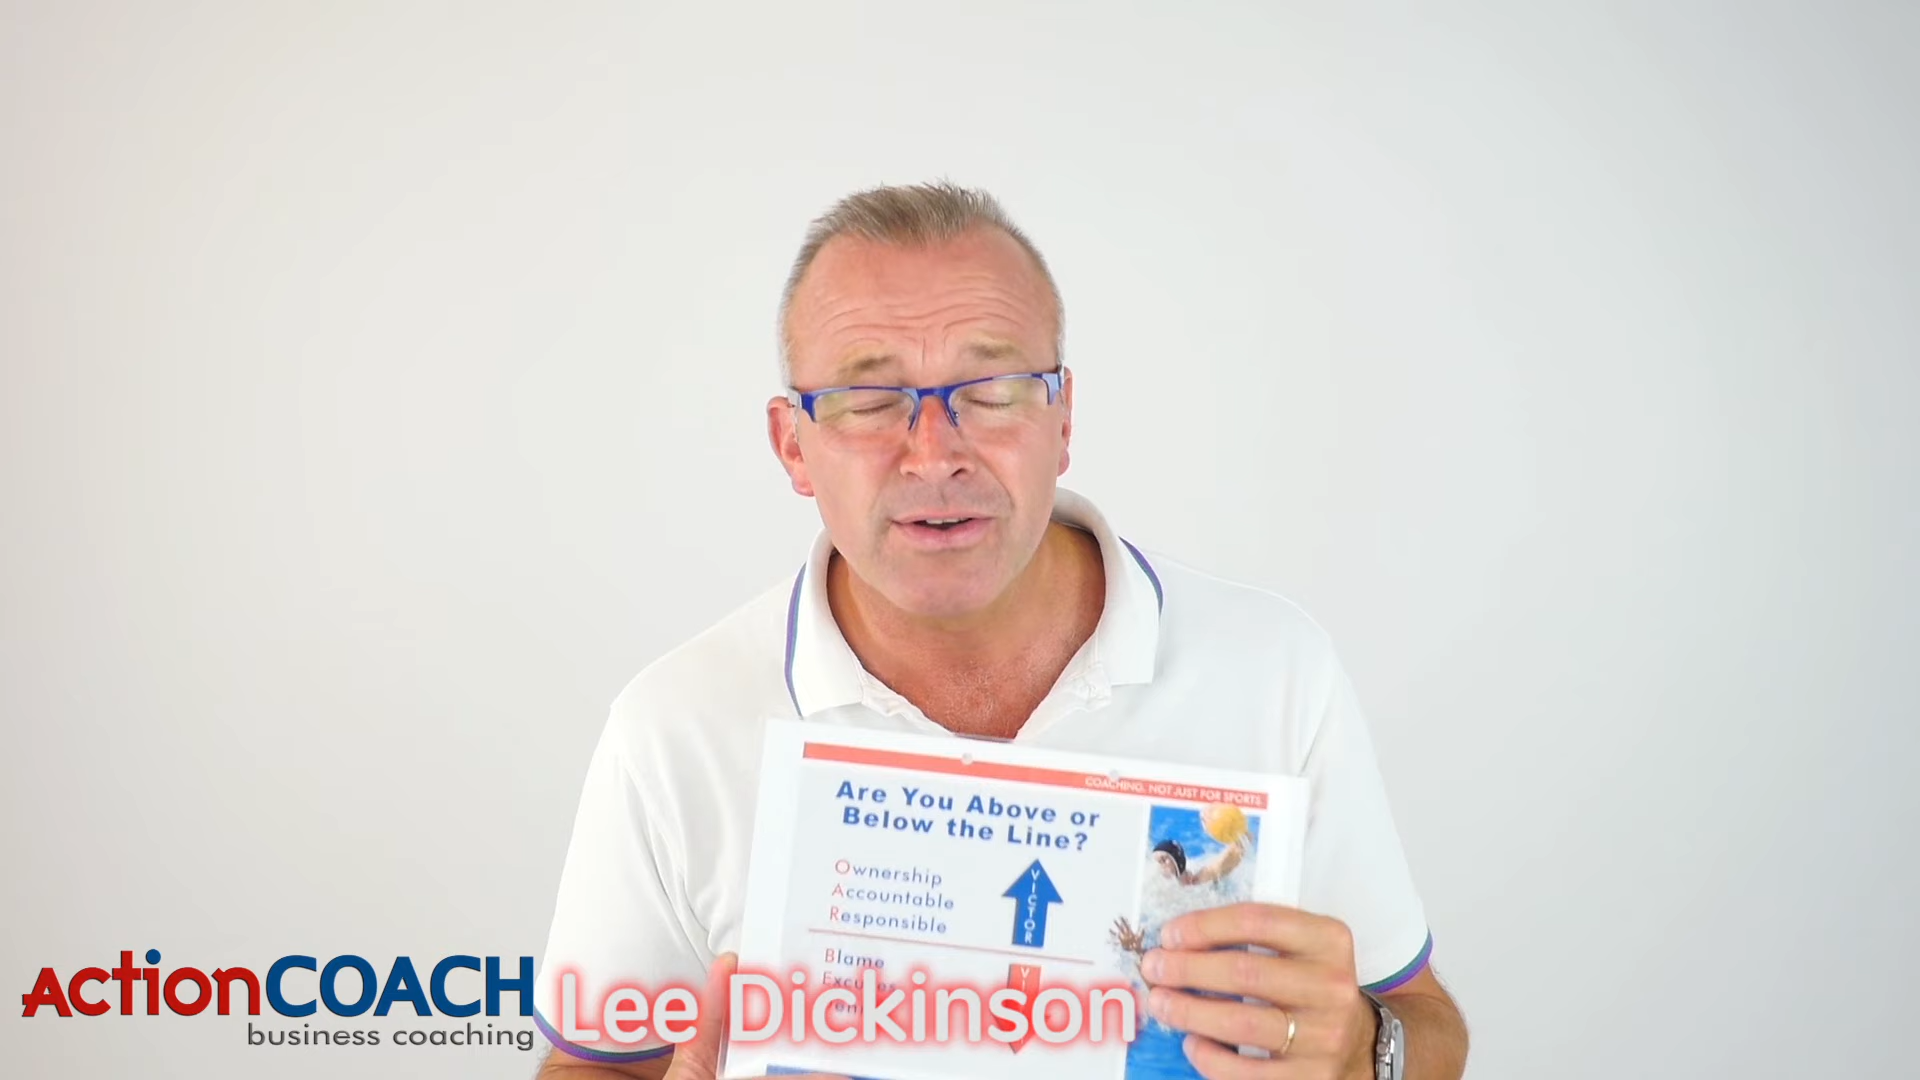 COACHING, NOT JUST FOR SPORTS.
Are You Above or
Below the Line?
Ownership
Accountable
Responsible
VICTOR
Blame
ActionCOACH
business coaching
Lee Dickinson